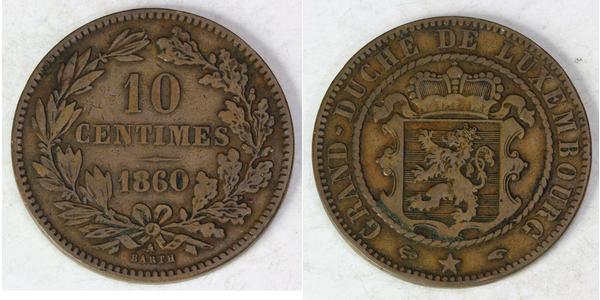 10
CENTIMES
1860
A
BARTH
GRAND-DUCHÉ DE LUXEMBOURG